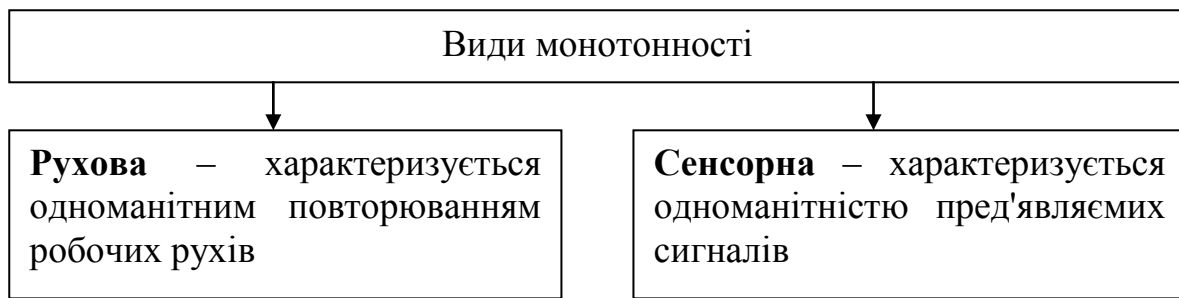 Види монотонності
Рухова – характеризується
одноманітним повторюванням
робочих рухів
Сенсорна – характеризується
одноманітністю пред'являємих
сигналів